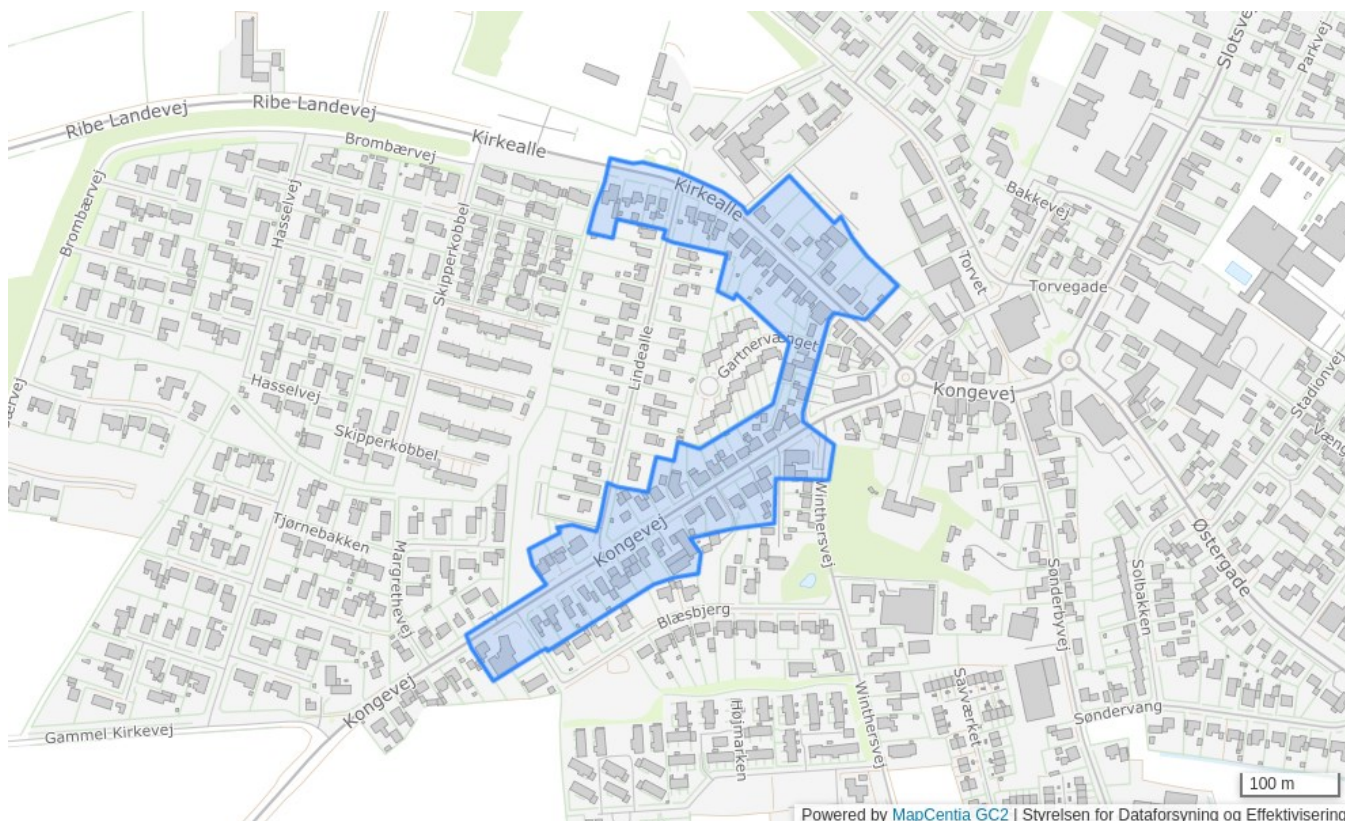 Ribe Landevej
Ribe Landevej
Kirkealle
Brombærvej
Brombærvej
Hasselvej
Skipperkobbel
Kirkealle
Slotsvej
Parkvej
Bakkevej
Torvet
Torvegade
Lindealle
Gartnervænget
Kongevej
Stadionvej
Hasselvej
Skipperkobbel
Tjørnebakken
Margrethevej
Kongevej
Winthersvej
Sønderbyvej
Solbakken
Østergade
Blæsbjerg
Kongevej
Gammel Kirkevej
Højmarken
Winthersvej
Savværket
Søndervang
100 m
Powered by MapCentia GC2 | Styrelsen for Dataforsyning og Effektivisering